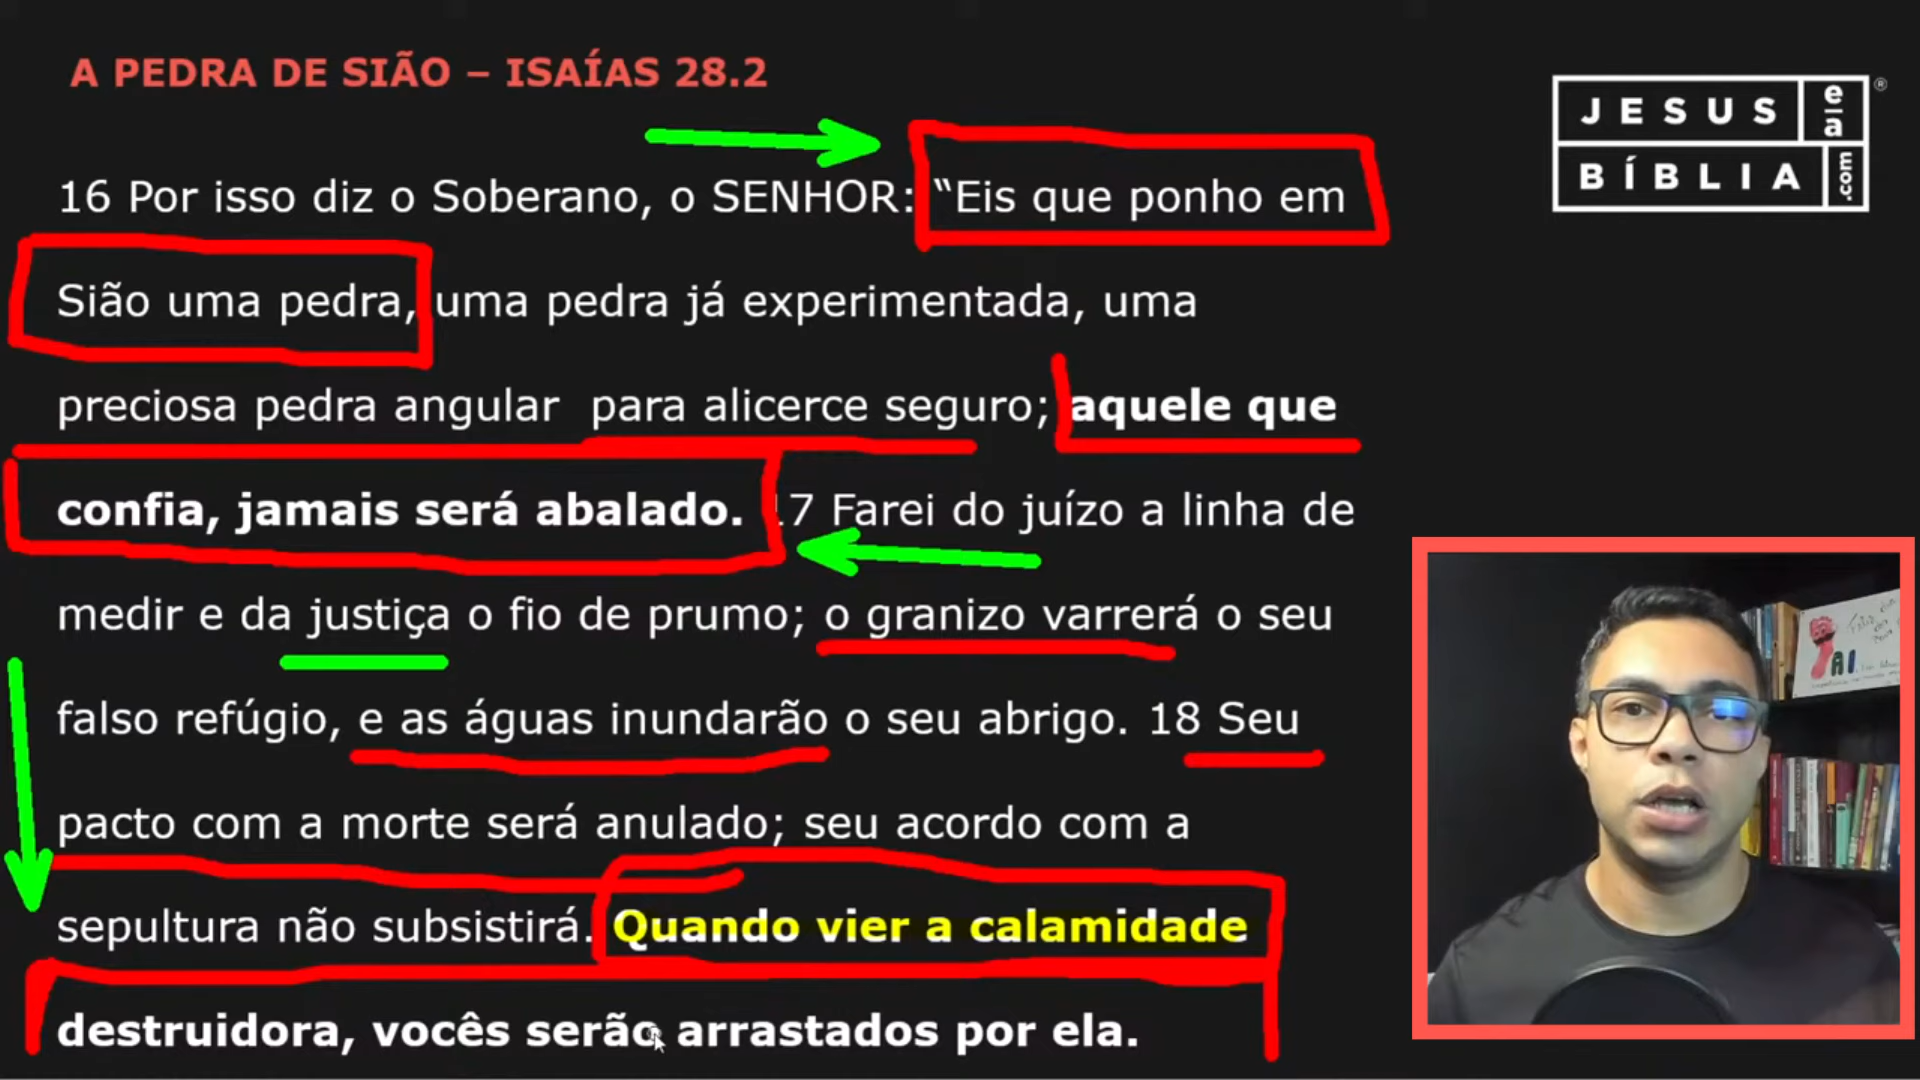 A PEDRA DE SIÃO – ISAÍAS 28.2
16 Por isso diz o Soberano, o SENHOR: “Eis que ponho em
Sião uma pedra, uma pedra já experimentada, uma
preciosa pedra angular para alicerce seguro; aquele que
confia, jamais será abalado. 17 Farei do juízo a linha de
medir e da justiça o fio de prumo; o granizo varrerá o seu
falso refúgio, e as águas inundarão o seu abrigo. 18 Seu
pacto com a morte será anulado; seu acordo com a
sepultura não subsistirá. Quando vier a calamidade
destruidora, vocês serão arrastados por ela.
JESUS e a
BÍBLIA .com
®